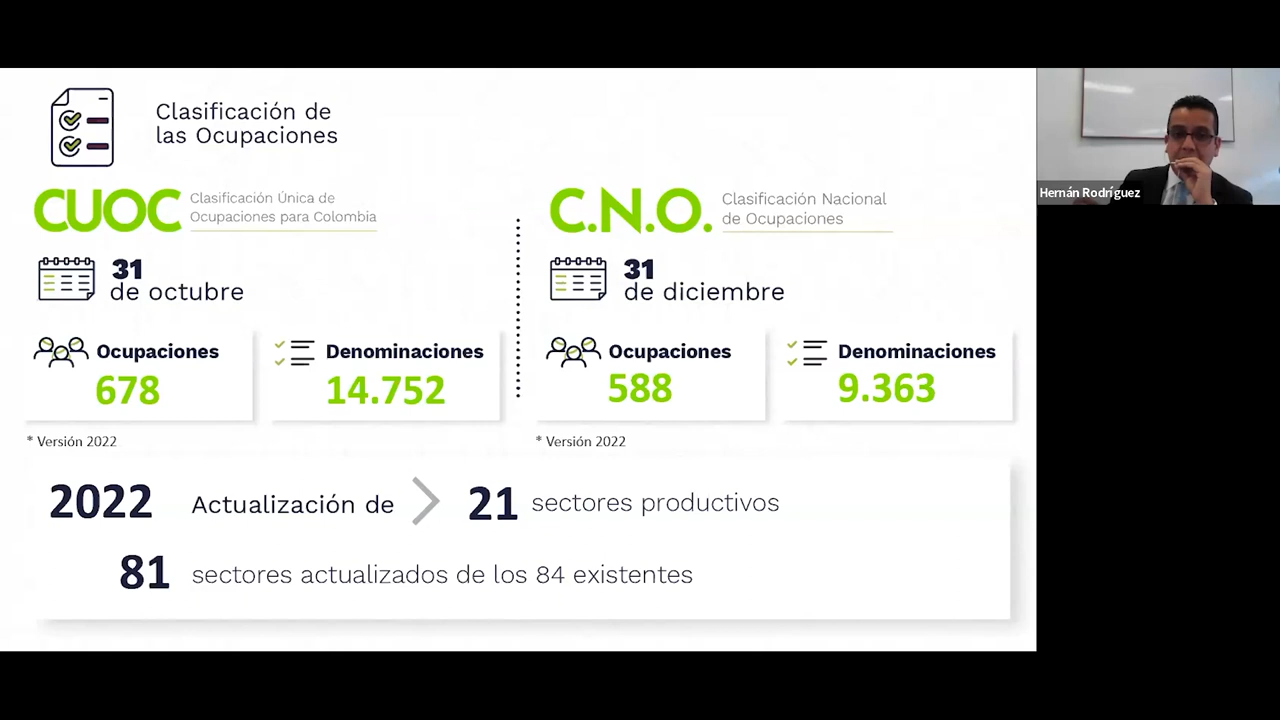 Clasificación de
las Ocupaciones
CUOC
Clasificación Única de
Ocupaciones para Colombia
31
de octubre
Ocupaciones
678
Denominaciones
14.752
* Versión 2022
C.N.O.
Clasificación Nacional
de Ocupaciones
31
de diciembre
Ocupaciones
588
Denominaciones
9.363
* Versión 2022
2022 Actualización de > 21 sectores productivos
81 sectores actualizados de los 84 existentes
Hernán Rodríguez